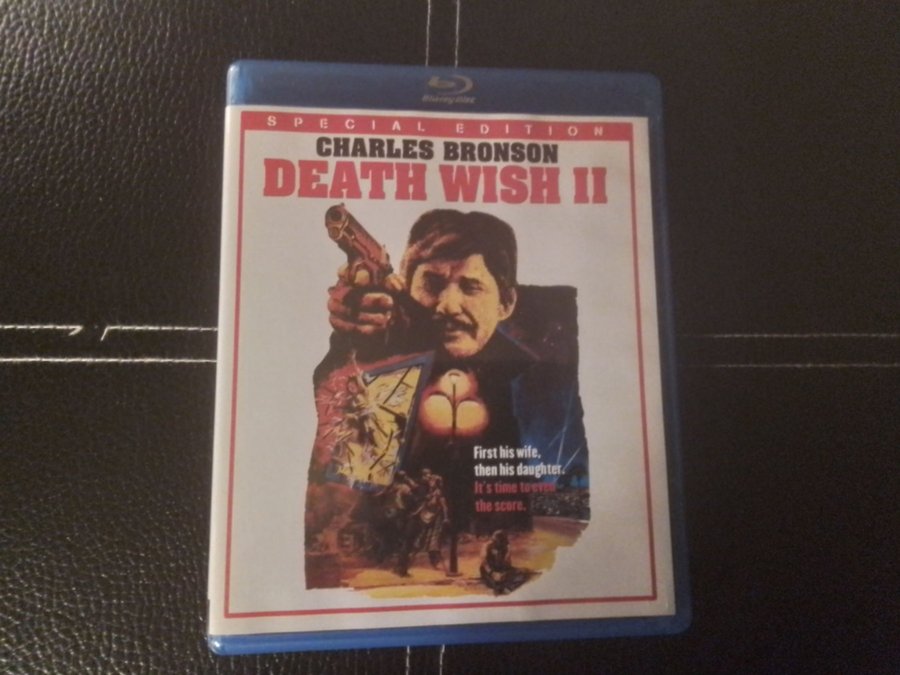 Blu-ray Disc
SPECIAL EDITION
CHARLES BRONSON
DEATH WISH II
First his wife,
then his daughter.
It's time to even
the score.